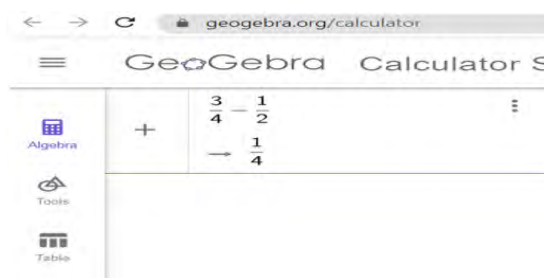 geogebra.org/calculator
GeoGebra Calculator S
Algebra
Tools
Table
+
3/4 − 1/2
→ 1/4